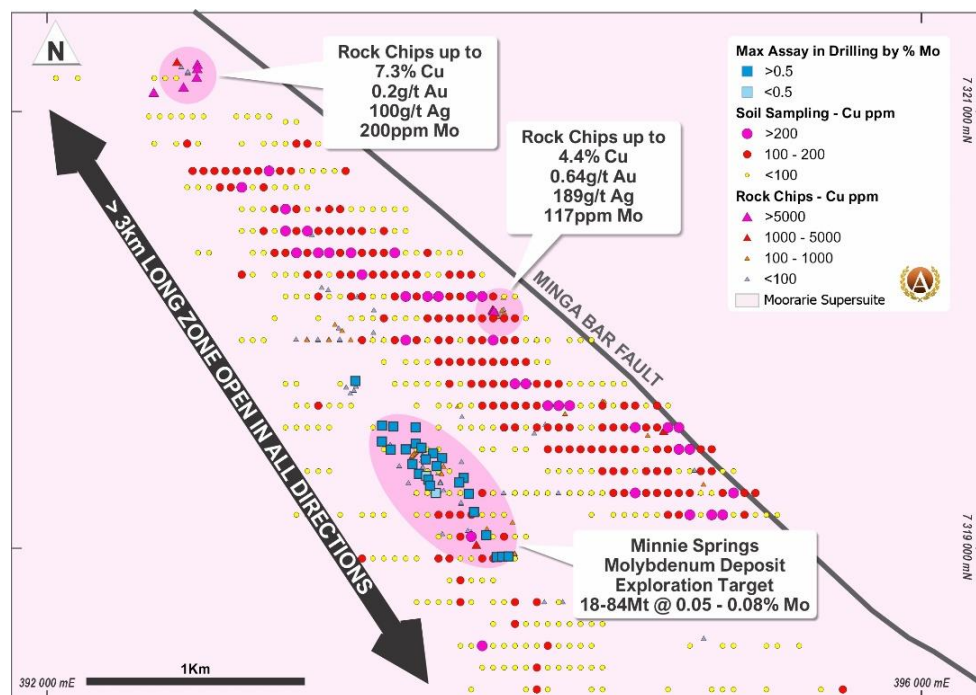 N
Rock Chips up to
7.3% Cu
0.2g/t Au
100g/t Ag
200ppm Mo
Rock Chips up to
4.4% Cu
0.64g/t Au
189g/t Ag
117ppm Mo
Max Assay in Drilling by % Mo
>0.5
<0.5
Soil Sampling - Cu ppm
>200
100 - 200
<100
Rock Chips - Cu ppm
>5000
1000 - 5000
100 - 1000
<100
Moorarie Supersuite
A
7 321 000 mN
> 3km LONG ZONE OPEN IN ALL DIRECTIONS
MINGA BAR FAULT
7 319 000 mN
Minnie Springs
Molybdenum Deposit
Exploration Target
18-84Mt @ 0.05 - 0.08% Mo
1Km
392 000 mE
396 000 mE